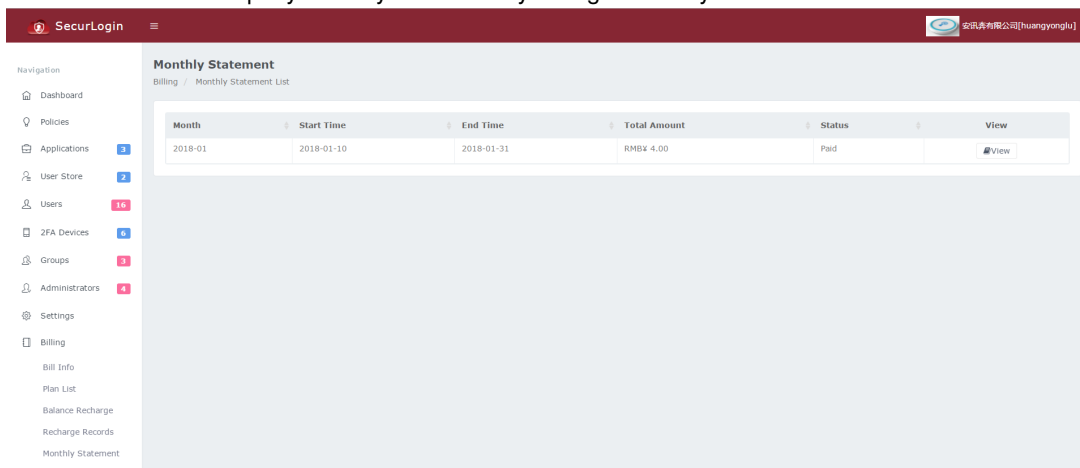 SecurLogin
安讯奔有限公司[huangyonglu]
Navigation
Dashboard
Policies
Applications 3
User Store 2
Users 16
2FA Devices 6
Groups 3
Administrators 4
Settings
Billing
Bill Info
Plan List
Balance Recharge
Recharge Records
Monthly Statement
Monthly Statement
Billing / Monthly Statement List
Month Start Time End Time Total Amount Status View
2018-01 2018-01-10 2018-01-31 RMB¥ 4.00 Paid View